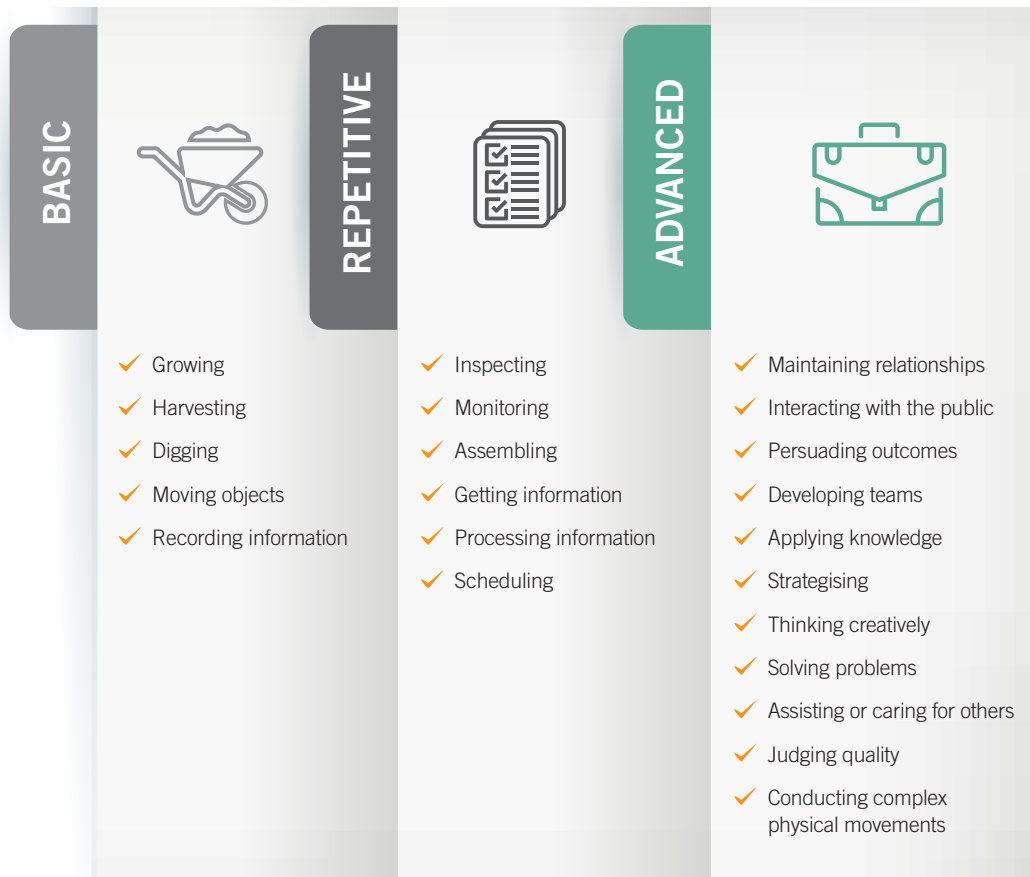 BASIC
Growing
Harvesting
Digging
Moving objects
Recording information
REPETITIVE
Inspecting
Monitoring
Assembling
Getting information
Processing information
Scheduling
ADVANCED
Maintaining relationships
Interacting with the public
Persuading outcomes
Developing teams
Applying knowledge
Strategising
Thinking creatively
Solving problems
Assisting or caring for others
Judging quality
Conducting complex
physical movements